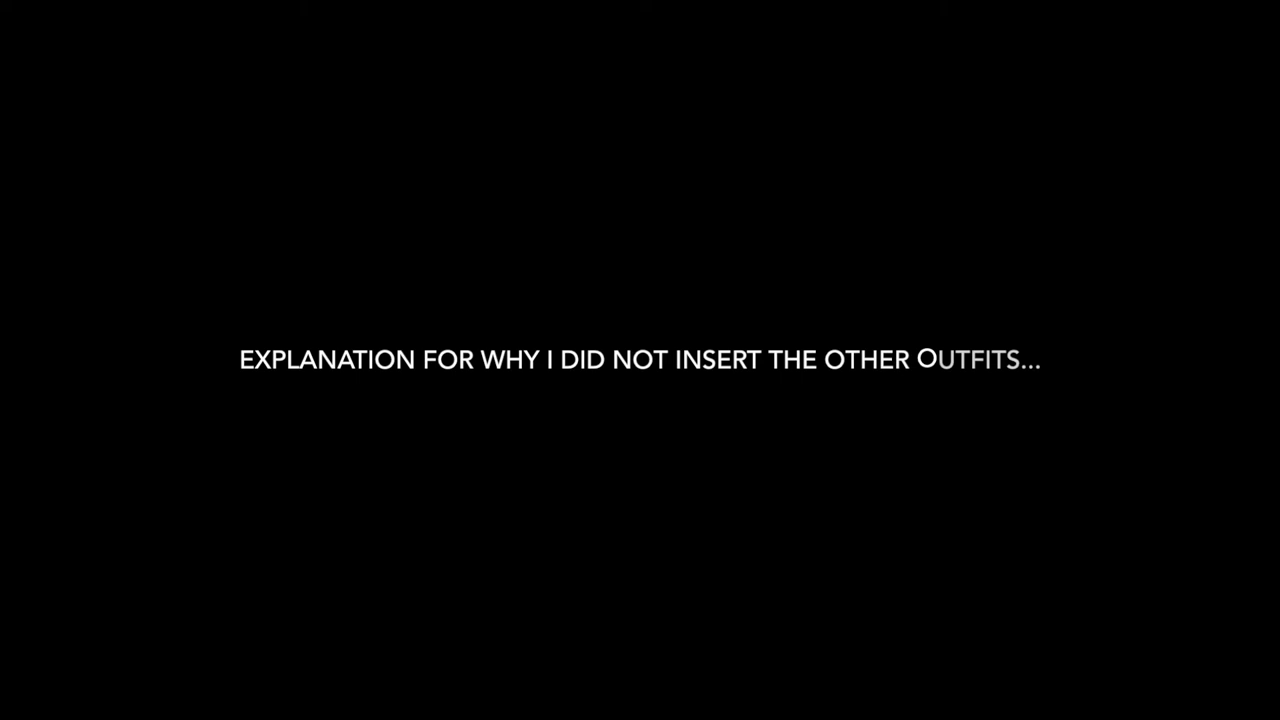 EXPLANATION FOR WHY I DID NOT INSERT THE OTHER OUTFITS...